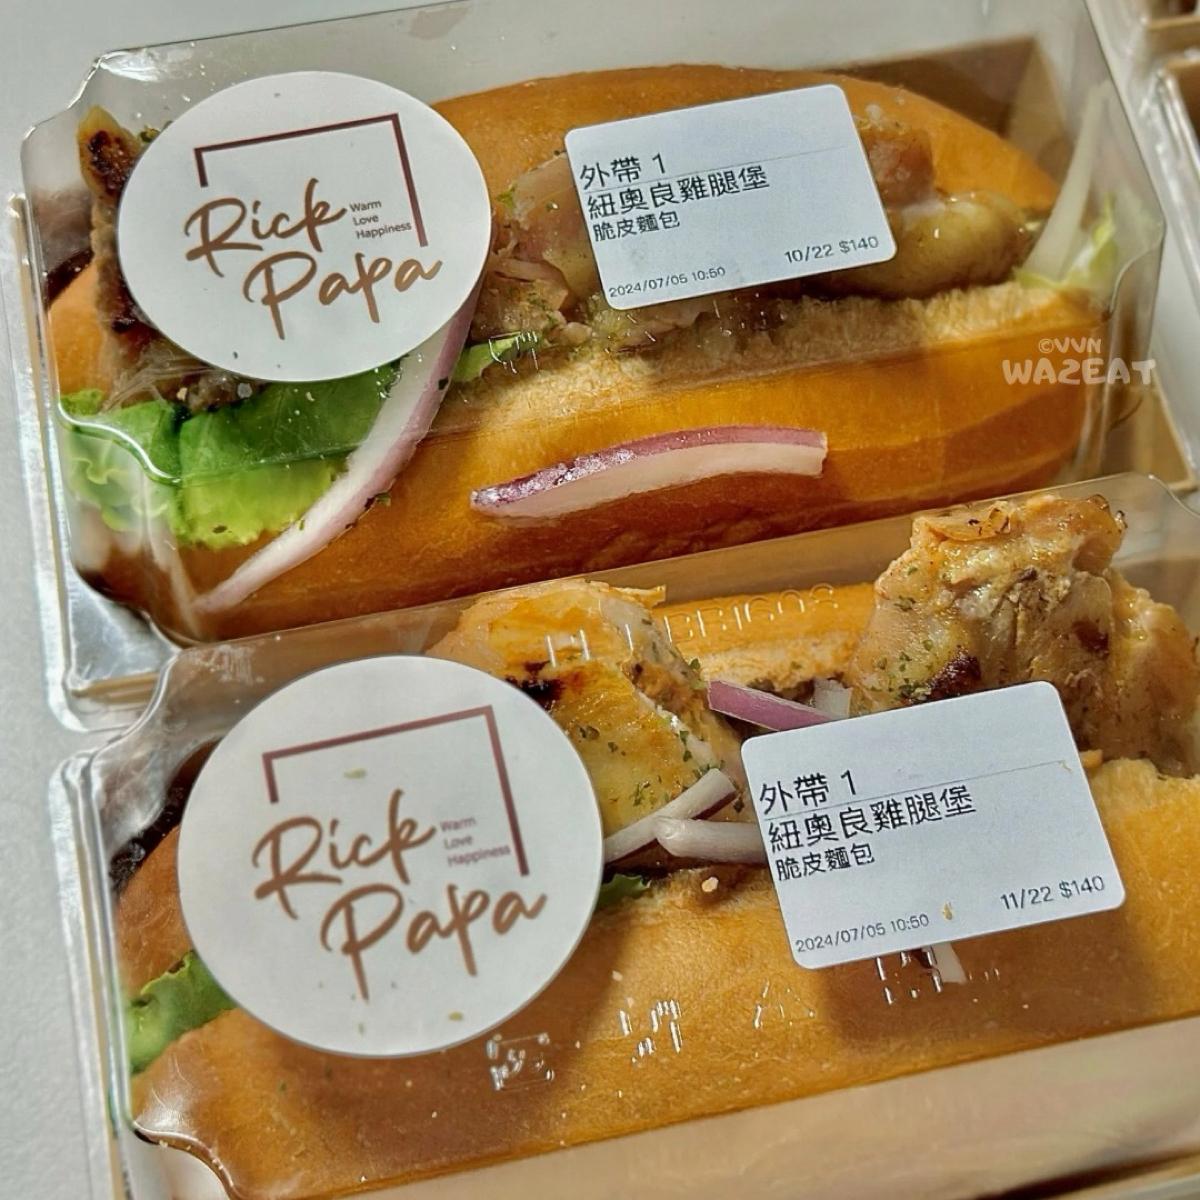 Rick
Papa
Warm
Love
Happiness
外帶 1
紐奧良雞腿堡
脆皮麵包
10/22 $140
2024/07/05 10:50
©VVN
WAZEAT
Rick
Papa
Warm
Love
Happiness
外帶 1
紐奧良雞腿堡
脆皮麵包
11/22 $140
2024/07/05 10:50